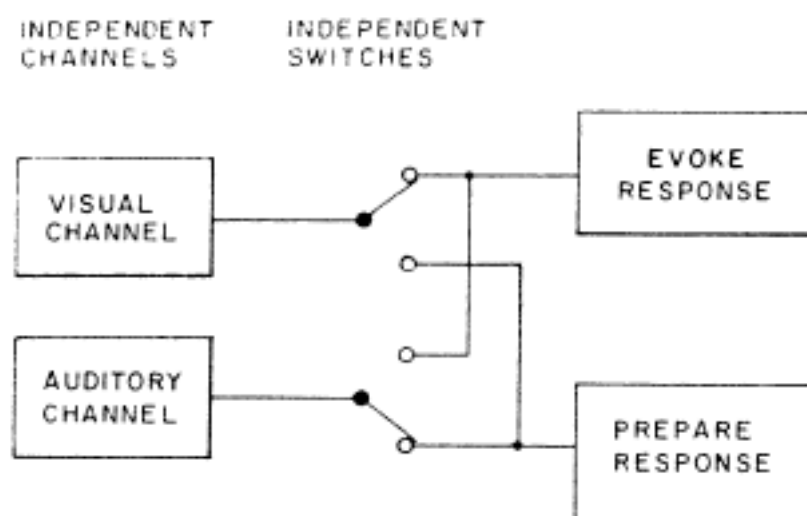 INDEPENDENT
CHANNELS
INDEPENDENT
SWITCHES
VISUAL
CHANNEL
EVOKE
RESPONSE
AUDITORY
CHANNEL
PREPARE
RESPONSE